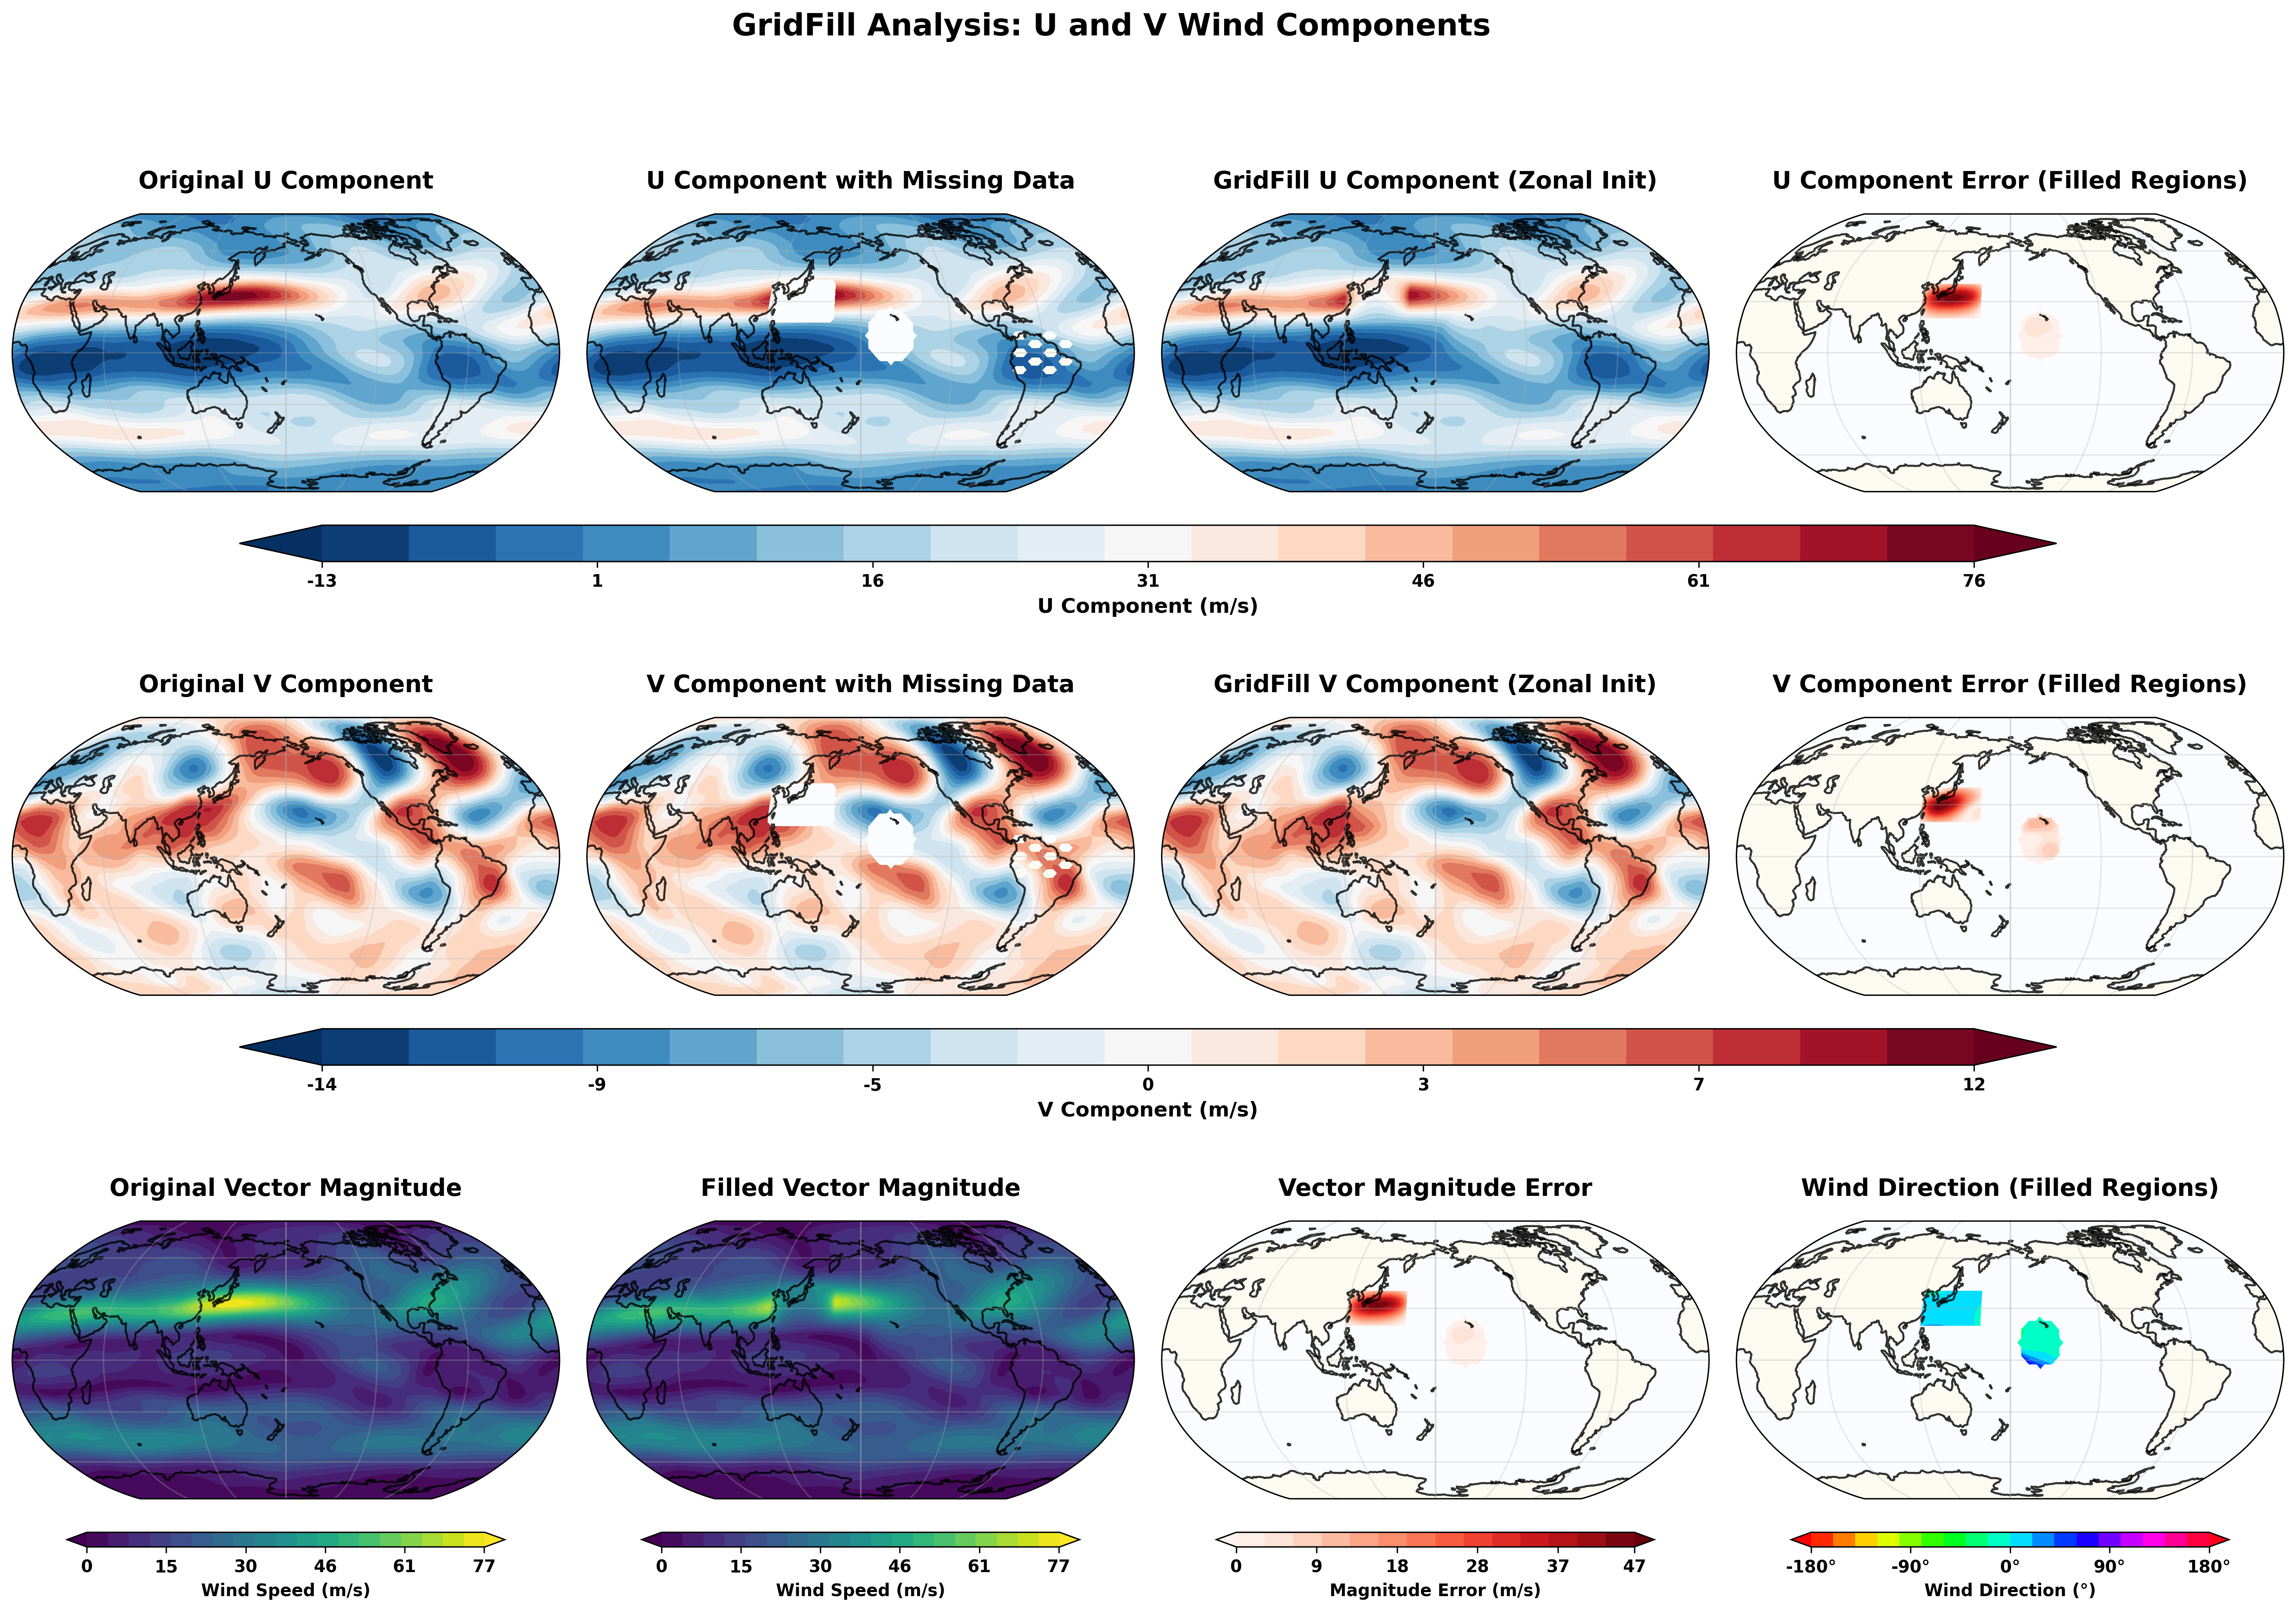 GridFill Analysis: U and V Wind Components
Original U Component
U Component with Missing Data
GridFill U Component (Zonal Init)
U Component Error (Filled Regions)
-13 1 16 31 46 61 76
U Component (m/s)
Original V Component
V Component with Missing Data
GridFill V Component (Zonal Init)
V Component Error (Filled Regions)
-14 -9 -5 0 3 7 12
V Component (m/s)
Original Vector Magnitude
Filled Vector Magnitude
Vector Magnitude Error
Wind Direction (Filled Regions)
0 15 30 46 61 77
Wind Speed (m/s)
0 15 30 46 61 77
Wind Speed (m/s)
0 9 18 28 37 47
Magnitude Error (m/s)
-180° -90° 0° 90° 180°
Wind Direction (°)